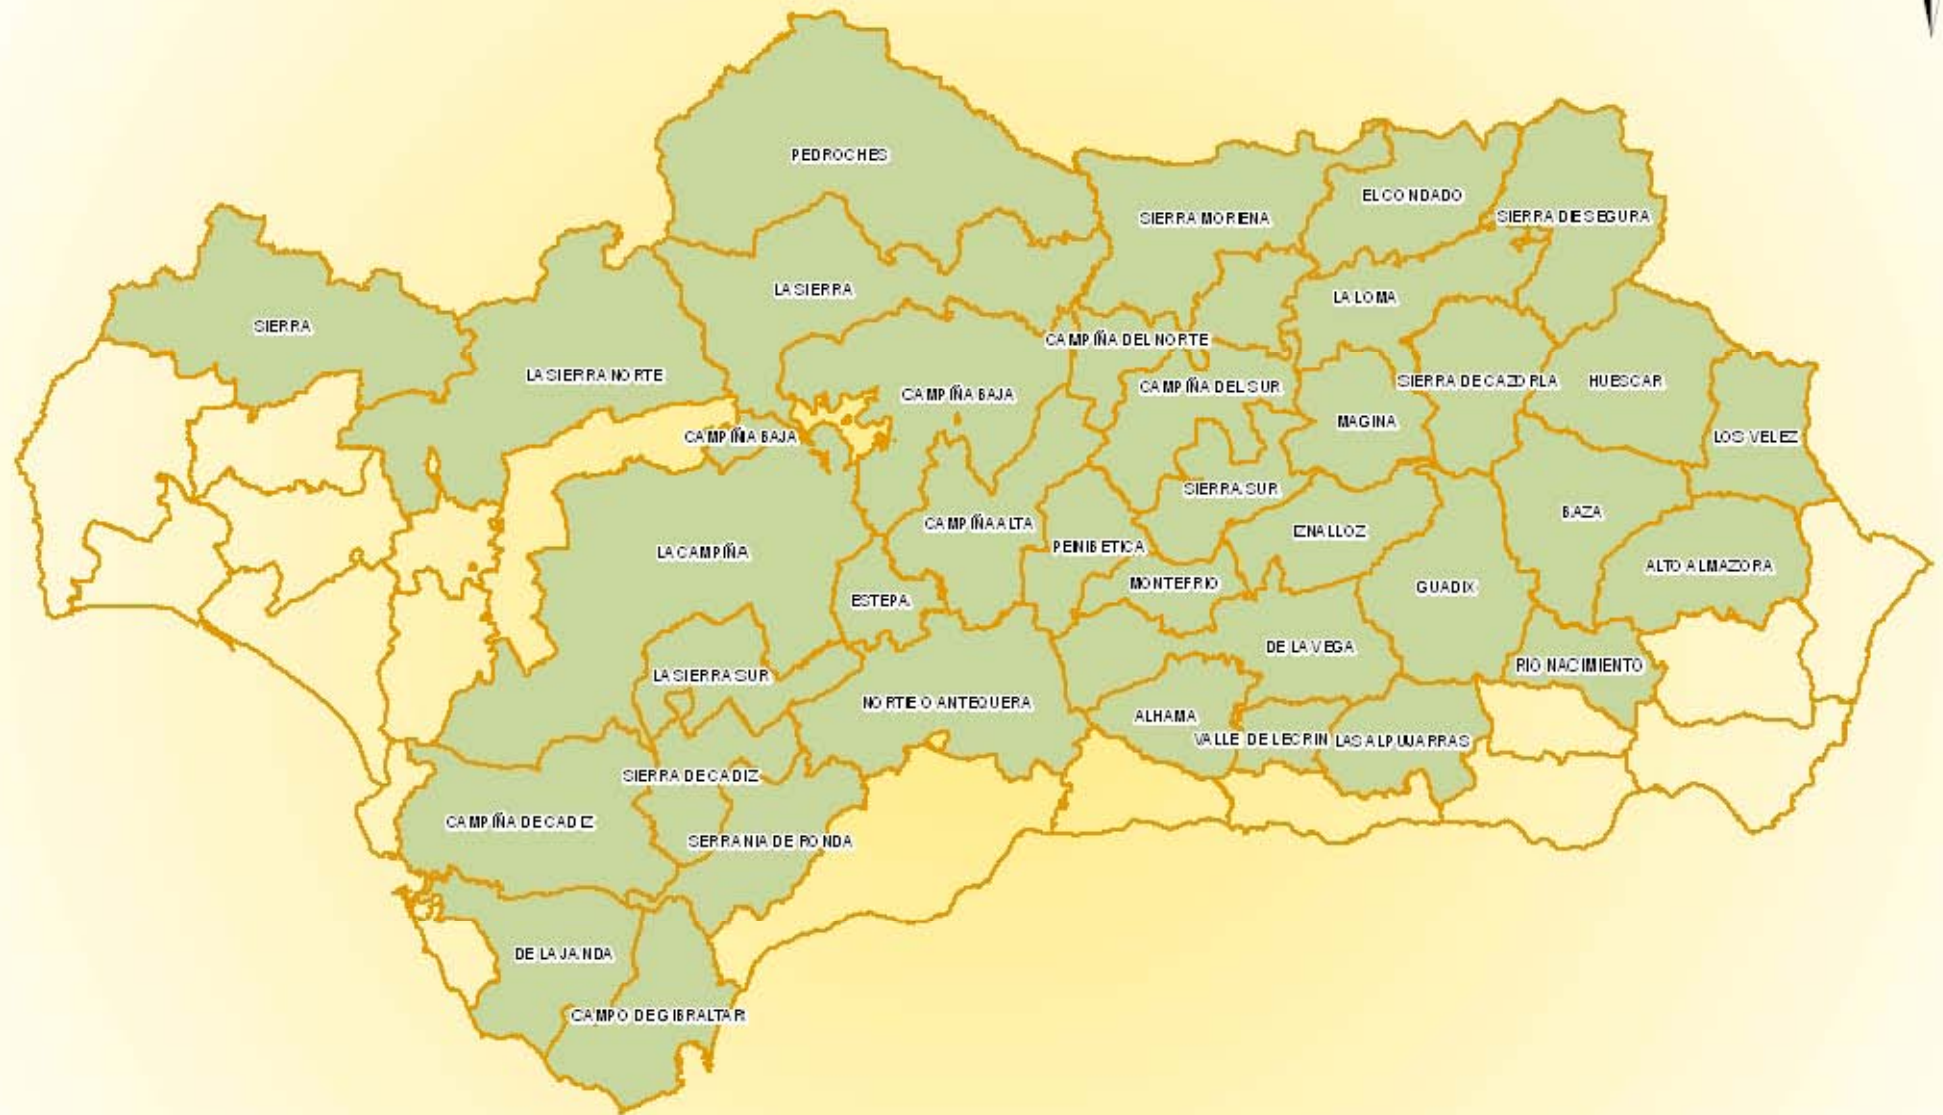 PEDROCHES
EL CONDADO
SIERRA MORENA
SIERRA DE SEGURA
LA SIERRA
LA LOMA
SIERRA
CAMPIÑA DEL NORTE
LA SIERRA NORTE
SIERRA DE CAZORLA
HUESCAR
CAMPIÑA DEL SUR
CAMPIÑA BAJA
MAGINA
CAMPIÑA BAJA
LOS VELEZ
SIERRA SUR
BAZA
CAMPIÑA ALTA
IZNALLOZ
PENIBETICA
LA CAMPIÑA
ALTO ALMAZORA
MONTEFRIO
GUADIX
ESTEPA
DE LA VEGA
RIO NACIMIENTO
LA SIERRA SUR
NORTE O ANTEQUERA
ALHAMA
VALLE DE LECRIN
LAS ALPUJARRAS
SIERRA DE CADIZ
CAMPIÑA DE CADIZ
SERRANIA DE RONDA
DE LA JANDA
CAMPO DE GIBRALTAR